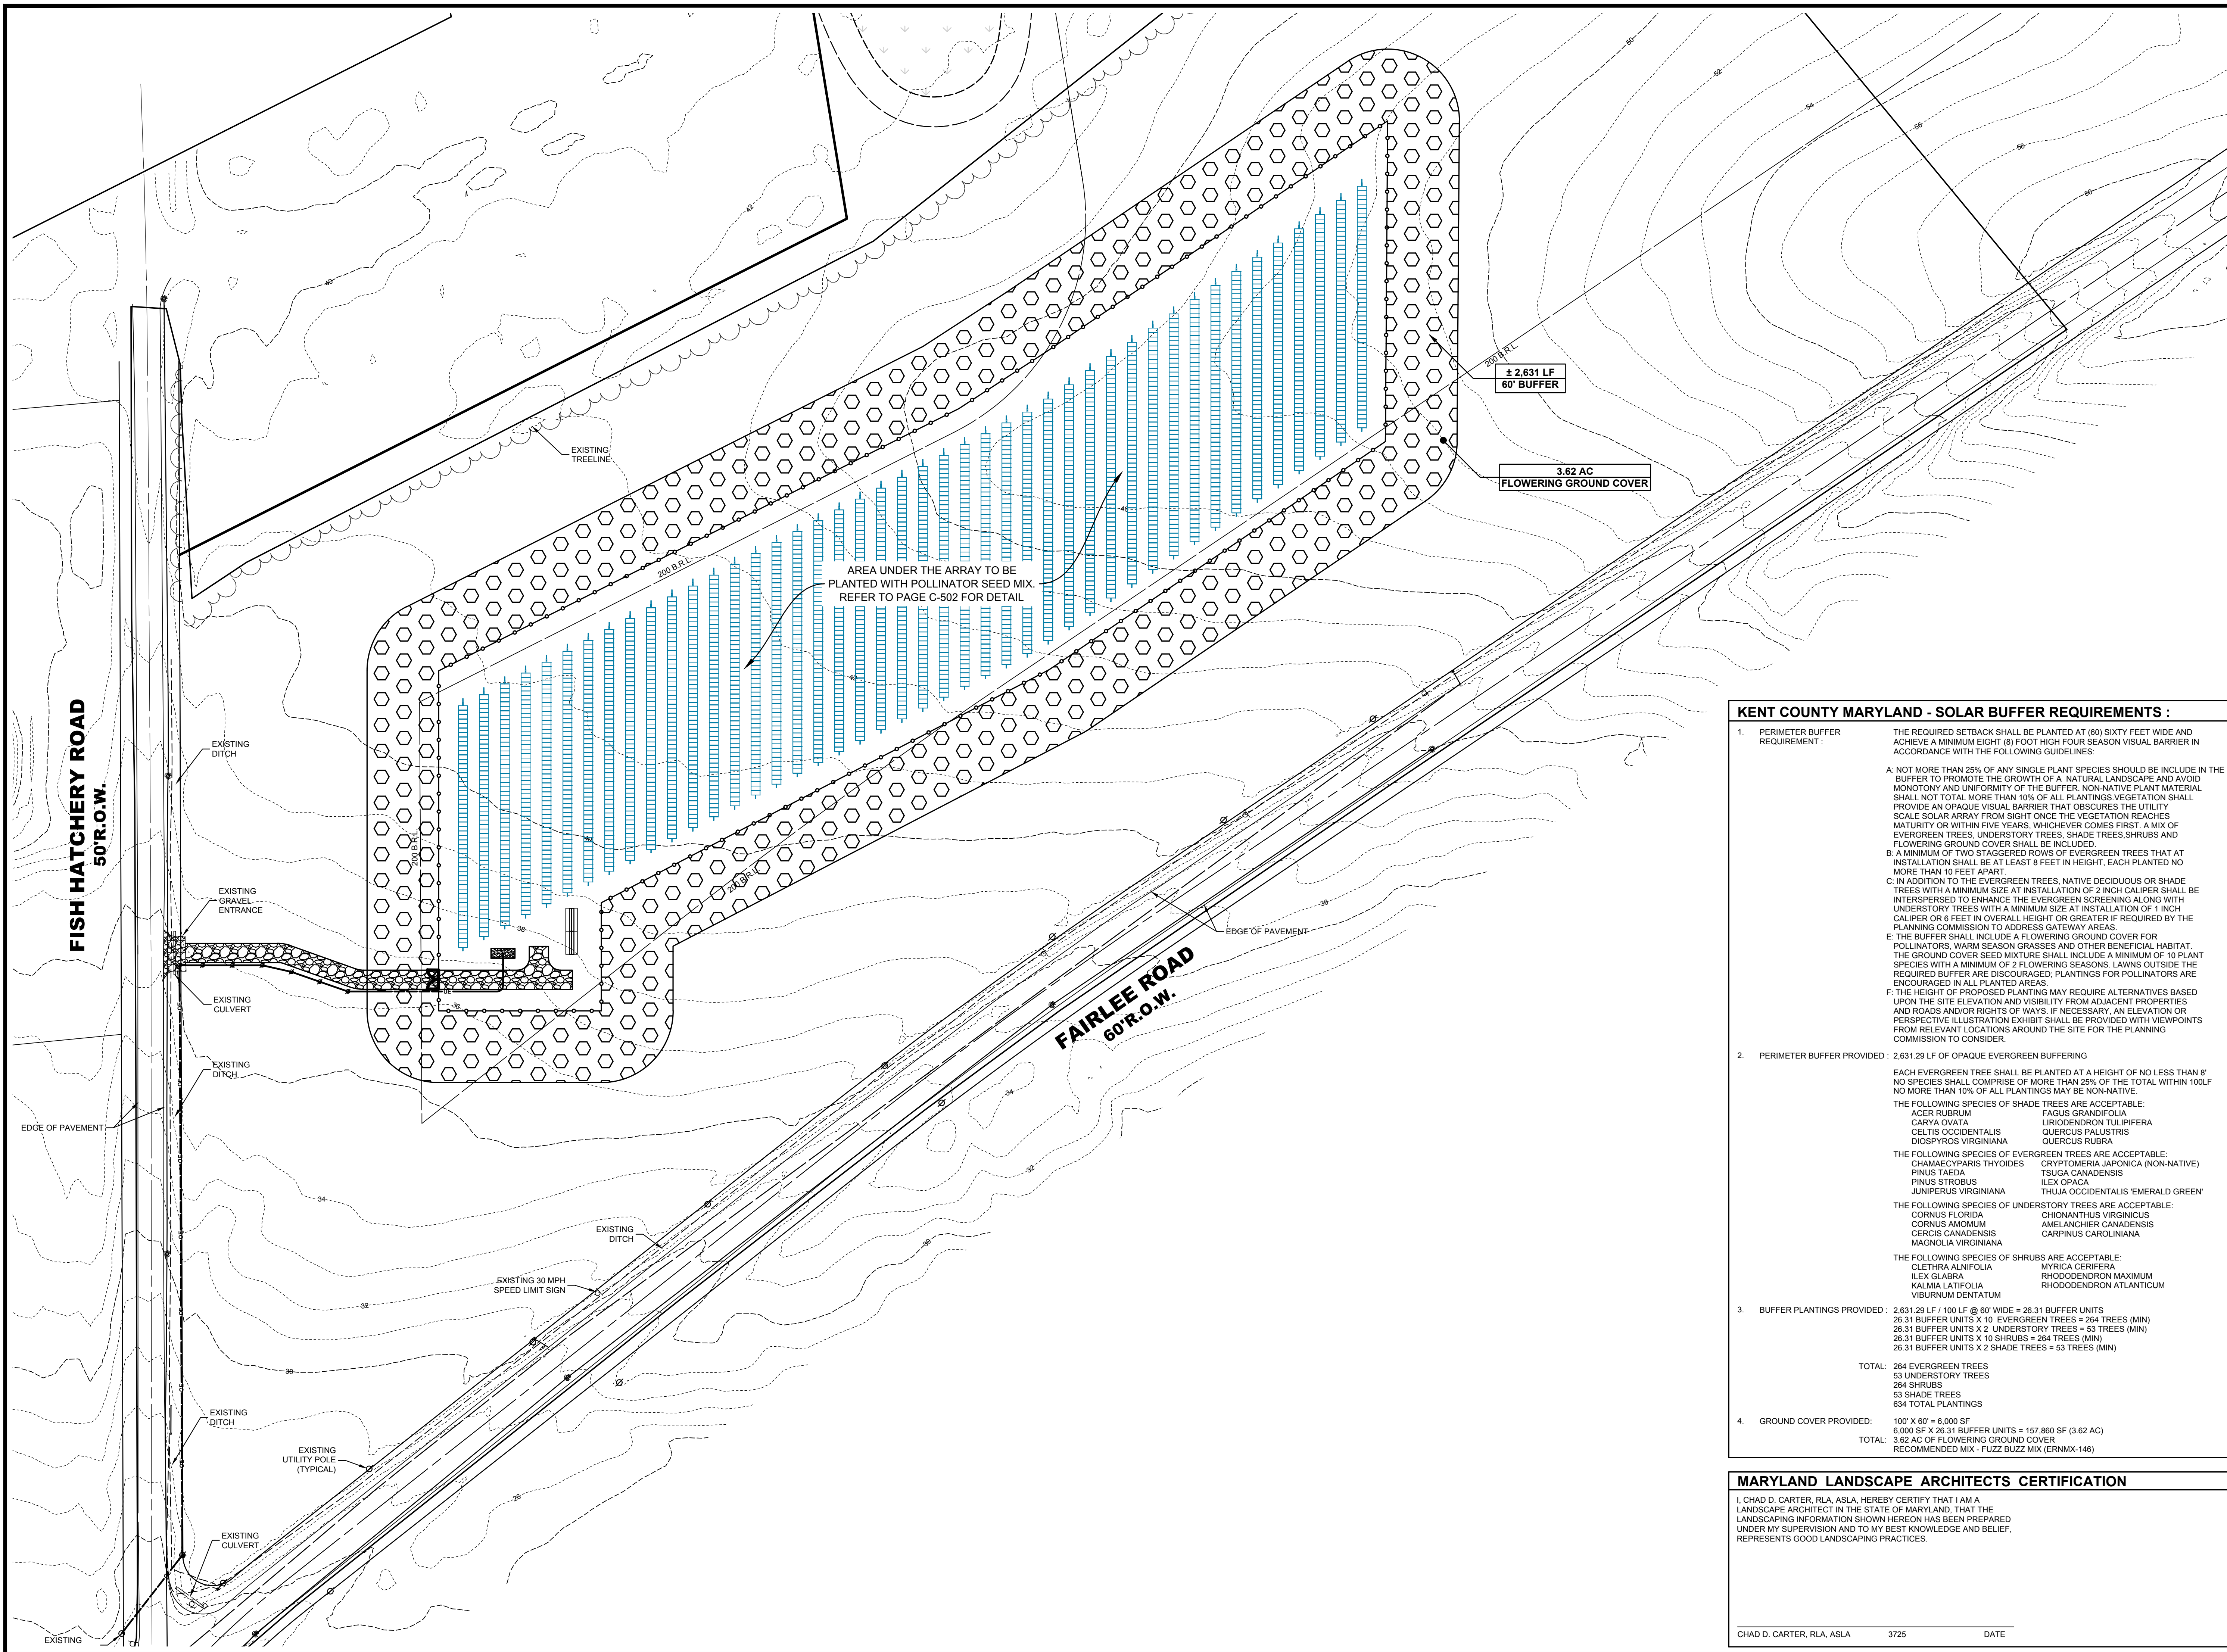 FISH HATCHERY ROAD
50'R.O.W.
FAIRLEE ROAD
60'R.O.W.
EXISTING
TREELINE
± 2,631 LF
60' BUFFER
3.62 AC
FLOWERING GROUND COVER
AREA UNDER THE ARRAY TO BE
PLANTED WITH POLLINATOR SEED MIX.
REFER TO PAGE C-502 FOR DETAIL
200 B.R.L.
200 B.R.L.
200 B.R.L.
200 B.R.L.
EXISTING
DITCH
EXISTING
GRAVEL
ENTRANCE
EXISTING
CULVERT
EXISTING
DITCH
EDGE OF PAVEMENT
EDGE OF PAVEMENT
EXISTING
DITCH
EXISTING 30 MPH
SPEED LIMIT SIGN
EXISTING
DITCH
EXISTING
UTILITY POLE
(TYPICAL)
EXISTING
CULVERT
EXISTING
50
52
54
56
58
60
42
40
46
42
40
38
36
36
34
34
32
32
30
30
28
KENT COUNTY MARYLAND - SOLAR BUFFER REQUIREMENTS :
1. PERIMETER BUFFER
REQUIREMENT :
THE REQUIRED SETBACK SHALL BE PLANTED AT (60) SIXTY FEET WIDE AND
ACHIEVE A MINIMUM EIGHT (8) FOOT HIGH FOUR SEASON VISUAL BARRIER IN
ACCORDANCE WITH THE FOLLOWING GUIDELINES:
A: NOT MORE THAN 25% OF ANY SINGLE PLANT SPECIES SHOULD BE INCLUDE IN THE
BUFFER TO PROMOTE THE GROWTH OF A NATURAL LANDSCAPE AND AVOID
MONOTONY AND UNIFORMITY OF THE BUFFER. NON-NATIVE PLANT MATERIAL
SHALL NOT TOTAL MORE THAN 10% OF ALL PLANTINGS.VEGETATION SHALL
PROVIDE AN OPAQUE VISUAL BARRIER THAT OBSCURES THE UTILITY
SCALE SOLAR ARRAY FROM SIGHT ONCE THE VEGETATION REACHES
MATURITY OR WITHIN FIVE YEARS, WHICHEVER COMES FIRST. A MIX OF
EVERGREEN TREES, UNDERSTORY TREES, SHADE TREES,SHRUBS AND
FLOWERING GROUND COVER SHALL BE INCLUDED.
B: A MINIMUM OF TWO STAGGERED ROWS OF EVERGREEN TREES THAT AT
INSTALLATION SHALL BE AT LEAST 8 FEET IN HEIGHT, EACH PLANTED NO
MORE THAN 10 FEET APART.
C: IN ADDITION TO THE EVERGREEN TREES, NATIVE DECIDUOUS OR SHADE
TREES WITH A MINIMUM SIZE AT INSTALLATION OF 2 INCH CALIPER SHALL BE
INTERSPERSED TO ENHANCE THE EVERGREEN SCREENING ALONG WITH
UNDERSTORY TREES WITH A MINIMUM SIZE AT INSTALLATION OF 1 INCH
CALIPER OR 6 FEET IN OVERALL HEIGHT OR GREATER IF REQUIRED BY THE
PLANNING COMMISSION TO ADDRESS GATEWAY AREAS.
E: THE BUFFER SHALL INCLUDE A FLOWERING GROUND COVER FOR
POLLINATORS, WARM SEASON GRASSES AND OTHER BENEFICIAL HABITAT.
THE GROUND COVER SEED MIXTURE SHALL INCLUDE A MINIMUM OF 10 PLANT
SPECIES WITH A MINIMUM OF 2 FLOWERING SEASONS. LAWNS OUTSIDE THE
REQUIRED BUFFER ARE DISCOURAGED; PLANTINGS FOR POLLINATORS ARE
ENCOURAGED IN ALL PLANTED AREAS.
F: THE HEIGHT OF PROPOSED PLANTING MAY REQUIRE ALTERNATIVES BASED
UPON THE SITE ELEVATION AND VISIBILITY FROM ADJACENT PROPERTIES
AND ROADS AND/OR RIGHTS OF WAYS. IF NECESSARY, AN ELEVATION OR
PERSPECTIVE ILLUSTRATION EXHIBIT SHALL BE PROVIDED WITH VIEWPOINTS
FROM RELEVANT LOCATIONS AROUND THE SITE FOR THE PLANNING
COMMISSION TO CONSIDER.
2. PERIMETER BUFFER PROVIDED : 2,631.29 LF OF OPAQUE EVERGREEN BUFFERING
EACH EVERGREEN TREE SHALL BE PLANTED AT A HEIGHT OF NO LESS THAN 8'
NO SPECIES SHALL COMPRISE OF MORE THAN 25% OF THE TOTAL WITHIN 100LF
NO MORE THAN 10% OF ALL PLANTINGS MAY BE NON-NATIVE.
THE FOLLOWING SPECIES OF SHADE TREES ARE ACCEPTABLE:
ACER RUBRUM FAGUS GRANDIFOLIA
CARYA OVATA LIRIODENDRON TULIPIFERA
CELTIS OCCIDENTALIS QUERCUS PALUSTRIS
DIOSPYROS VIRGINIANA QUERCUS RUBRA
THE FOLLOWING SPECIES OF EVERGREEN TREES ARE ACCEPTABLE:
CHAMAECYPARIS THYOIDES CRYPTOMERIA JAPONICA (NON-NATIVE)
PINUS TAEDA TSUGA CANADENSIS
PINUS STROBUS ILEX OPACA
JUNIPERUS VIRGINIANA THUJA OCCIDENTALIS 'EMERALD GREEN'
THE FOLLOWING SPECIES OF UNDERSTORY TREES ARE ACCEPTABLE:
CORNUS FLORIDA CHIONANTHUS VIRGINICUS
CORNUS AMOMUM AMELANCHIER CANADENSIS
CERCIS CANADENSIS CARPINUS CAROLINIANA
MAGNOLIA VIRGINIANA
THE FOLLOWING SPECIES OF SHRUBS ARE ACCEPTABLE:
CLETHRA ALNIFOLIA MYRICA CERIFERA
ILEX GLABRA RHODODENDRON MAXIMUM
KALMIA LATIFOLIA RHODODENDRON ATLANTICUM
VIBURNUM DENTATUM
3. BUFFER PLANTINGS PROVIDED : 2,631.29 LF / 100 LF @ 60' WIDE = 26.31 BUFFER UNITS
26.31 BUFFER UNITS X 10 EVERGREEN TREES = 264 TREES (MIN)
26.31 BUFFER UNITS X 2 UNDERSTORY TREES = 53 TREES (MIN)
26.31 BUFFER UNITS X 10 SHRUBS = 264 TREES (MIN)
26.31 BUFFER UNITS X 2 SHADE TREES = 53 TREES (MIN)
TOTAL: 264 EVERGREEN TREES
53 UNDERSTORY TREES
264 SHRUBS
53 SHADE TREES
634 TOTAL PLANTINGS
4. GROUND COVER PROVIDED: 100' X 60' = 6,000 SF
6,000 SF X 26.31 BUFFER UNITS = 157,860 SF (3.62 AC)
TOTAL: 3.62 AC OF FLOWERING GROUND COVER
RECOMMENDED MIX - FUZZ BUZZ MIX (ERNMX-146)
MARYLAND LANDSCAPE ARCHITECTS CERTIFICATION
I, CHAD D. CARTER, RLA, ASLA, HEREBY CERTIFY THAT I AM A
LANDSCAPE ARCHITECT IN THE STATE OF MARYLAND, THAT THE
LANDSCAPING INFORMATION SHOWN HEREON HAS BEEN PREPARED
UNDER MY SUPERVISION AND TO MY BEST KNOWLEDGE AND BELIEF,
REPRESENTS GOOD LANDSCAPING PRACTICES.
CHAD D. CARTER, RLA, ASLA 3725 DATE